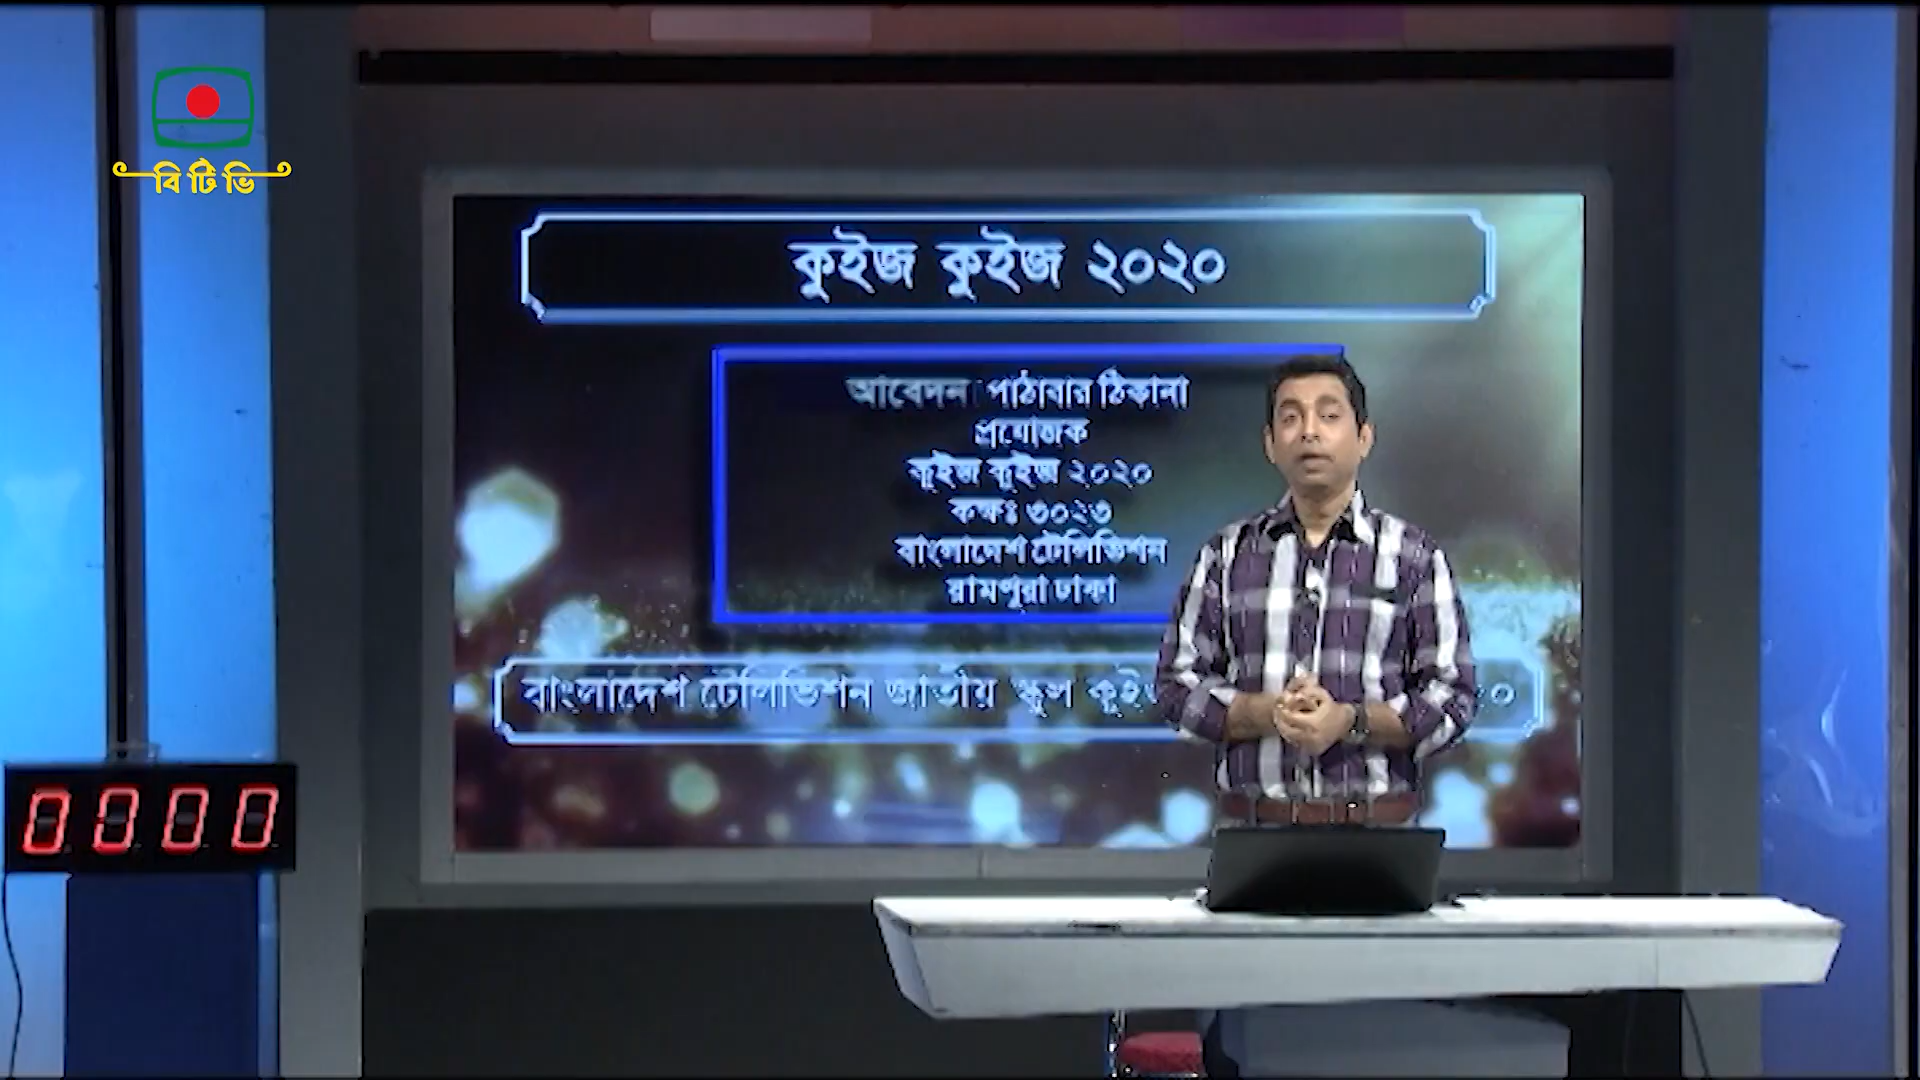 বি টি ভি
কুইজ কুইজ ২০২০
আবেদন পাঠাবার ঠিকানা
প্রযোজক
কুইজ কুইজ ২০২০
কক্ষঃ ৩০২৩
বাংলাদেশ টেলিভিশন
রামপুরা ঢাকা
বাংলাদেশ টেলিভিশন জাতীয় স্কুল
0000